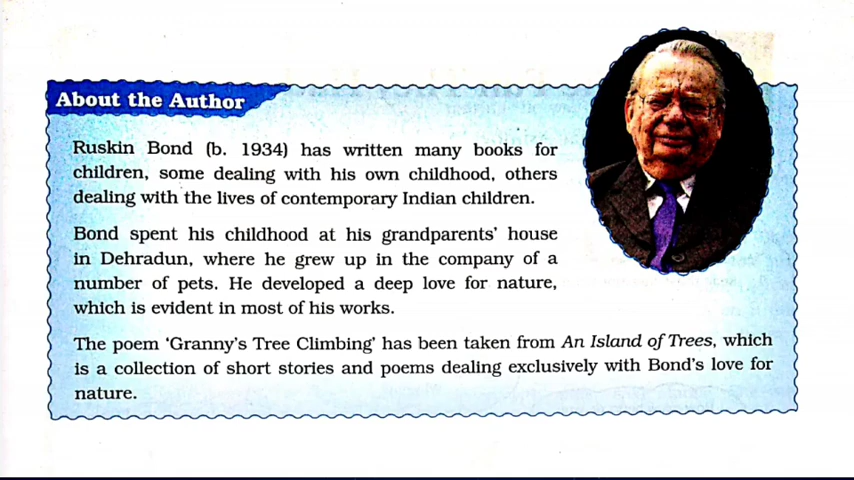 About the Author
Ruskin Bond (b. 1934) has written many books for
children, some dealing with his own childhood, others
dealing with the lives of contemporary Indian children.
Bond spent his childhood at his grandparents' house
in Dehradun, where he grew up in the company of a
number of pets. He developed a deep love for nature,
which is evident in most of his works.
The poem 'Granny's Tree Climbing' has been taken from An Island of Trees, which
is a collection of short stories and poems dealing exclusively with Bond's love for
nature.